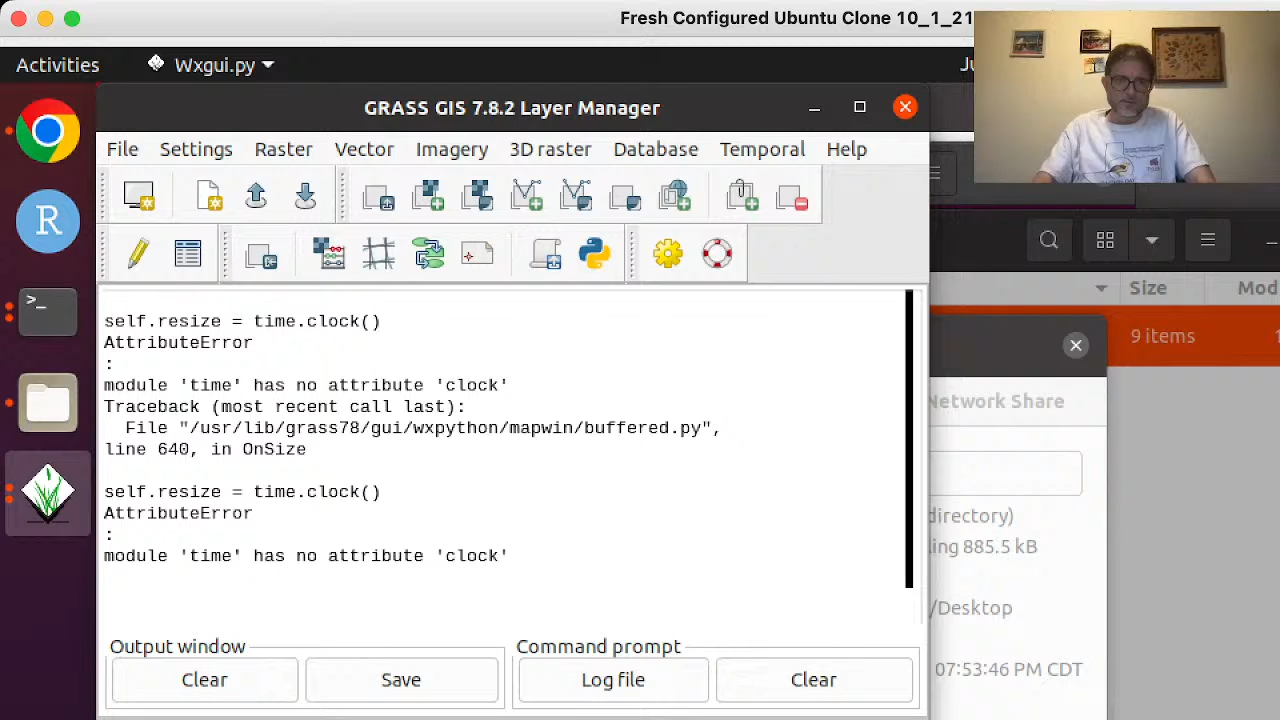 Fresh Configured Ubuntu Clone 10_1_21
Activities
Wxgui.py
GRASS GIS 7.8.2 Layer Manager
File Settings Raster Vector Imagery 3D raster Database Temporal Help
self.resize = time.clock()
AttributeError
:
module 'time' has no attribute 'clock'
Traceback (most recent call last):
File "/usr/lib/grass78/gui/wxpython/mapwin/buffered.py",
line 640, in OnSize
self.resize = time.clock()
AttributeError
:
module 'time' has no attribute 'clock'
Output window
Command prompt
Clear
Save
Log file
Clear
Size
Mod
9 items
Network Share
directory)
ing 885.5 kB
/Desktop
07:53:46 PM CDT
R
>_